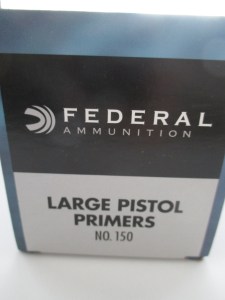 FEDERAL
AMMUNITION
LARGE PISTOL
PRIMERS
NO. 150